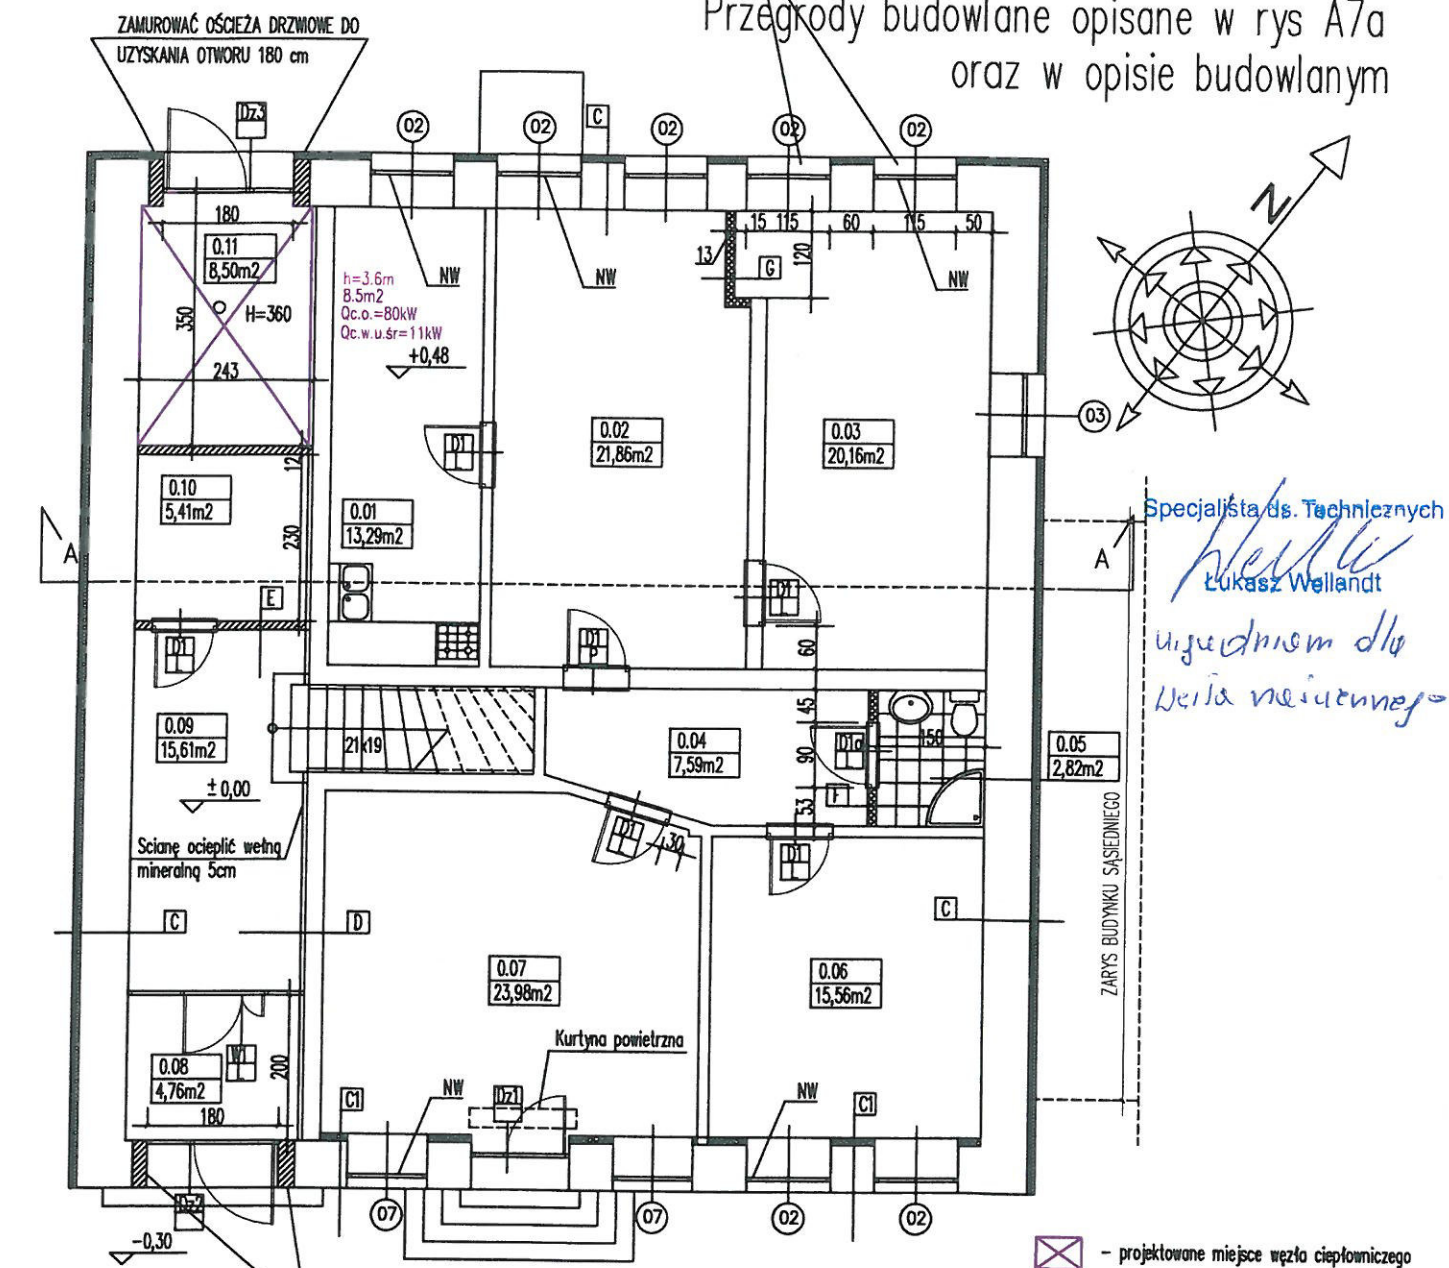 Przegrody budowlane opisane w rys A7a
oraz w opisie budowlanym
ZAMUROWAĆ OŚCIEŻA DRZWIOWE DO
UZYSKANIA OTWORU 180 cm
Dz3
02
02
C
02
02
02
N
180
0.11
8,50m2
350
H=360
243
h=3.6m
8.5m2
Qc.o.=80kW
Qc.w.u.śr=11kW
+0,48
NW
NW
13
15
115
60
115
50
120
G
NW
03
D1
L
0.02
21,86m2
0.03
20,16m2
12
0.10
5,41m2
230
0.01
13,29m2
A
A
E
D1
L
D1
L
D1
P
60
Specjalista ds. Technicznych
Łukasz Wellandt
0.09
15,61m2
21x19
±0,00
0.04
7,59m2
45
90
53
D1a
L
150
F
0.05
2,82m2
Scianę ocieplić wełną
mineralną 5cm
D1
L
30
D1
L
ZARYS BUDYNKU SĄSIEDNIEGO
C
D
C
0.07
23,98m2
0.06
15,56m2
Kurtyna powietrzna
W1
L
0.08
4,76m2
200
180
C1
NW
Dz1
NW
C1
Dz2
07
07
02
02
-0,30
- projektowane miejsce węzła ciepłowniczego